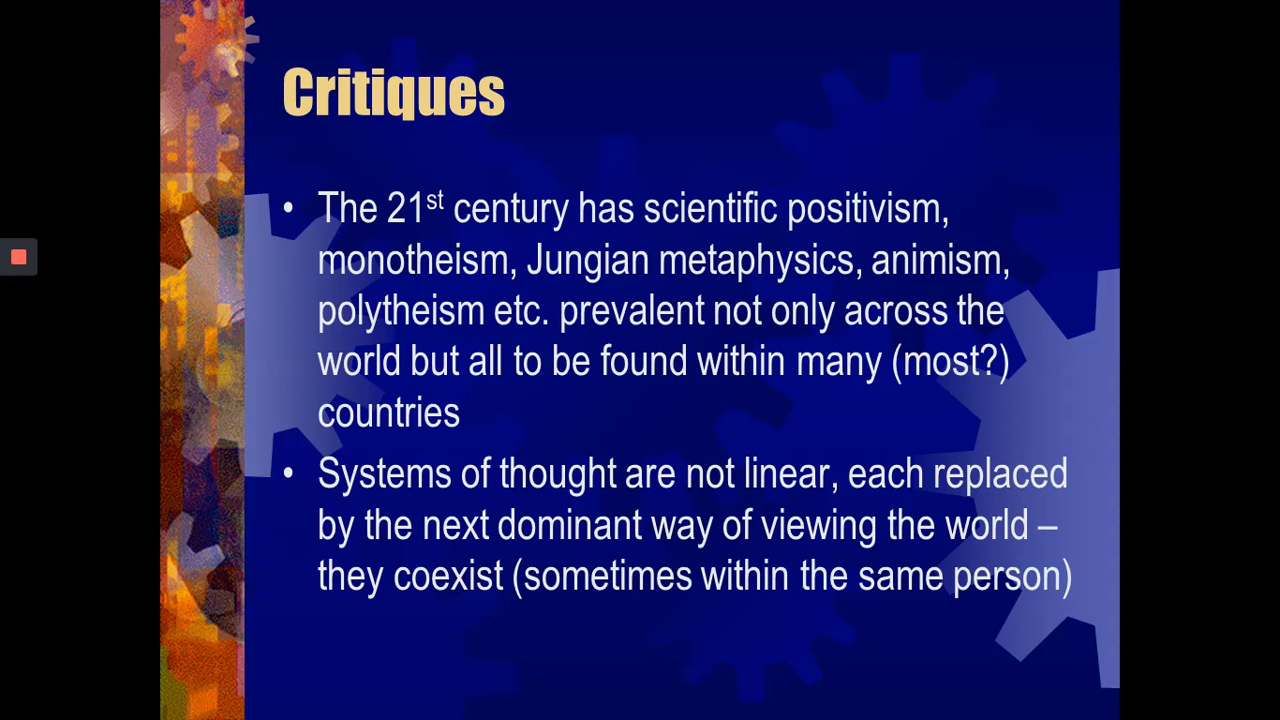 Critiques
• The 21st century has scientific positivism,
monotheism, Jungian metaphysics, animism,
polytheism etc. prevalent not only across the
world but all to be found within many (most?)
countries
• Systems of thought are not linear, each replaced
by the next dominant way of viewing the world –
they coexist (sometimes within the same person)